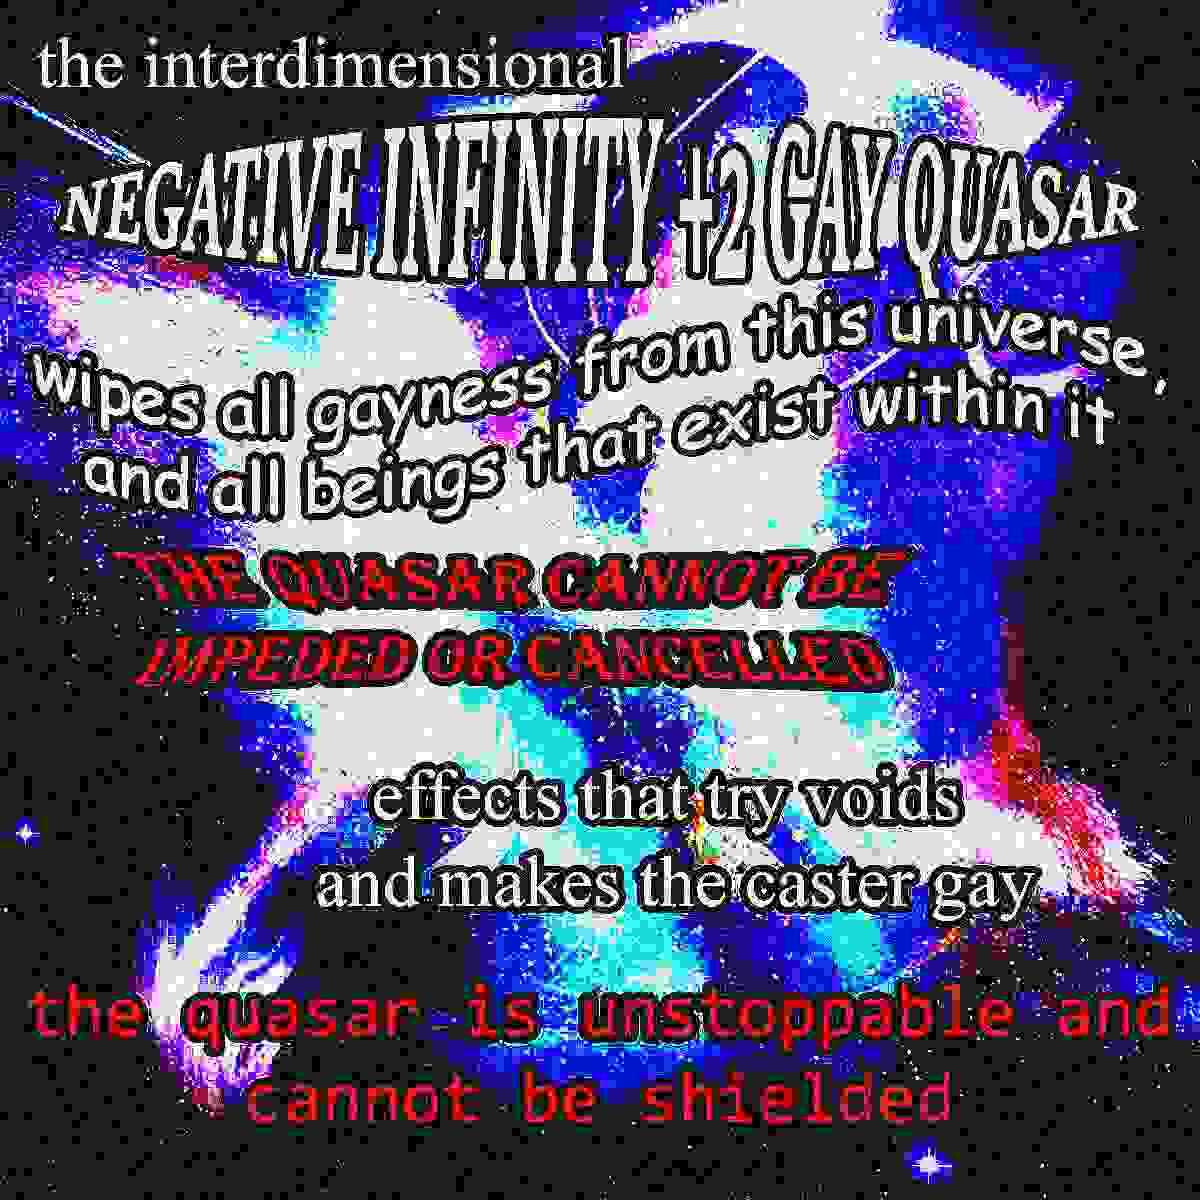 the interdimensional
NEGATIVE INFINITY +2 GAY QUASAR
wipes all gayness from this universe,
and all beings that exist within it
THE QUASAR CANNOT BE
IMPEDED OR CANCELLED
effects that try voids
and makes the caster gay
the quasar is unstoppable and
cannot be shielded